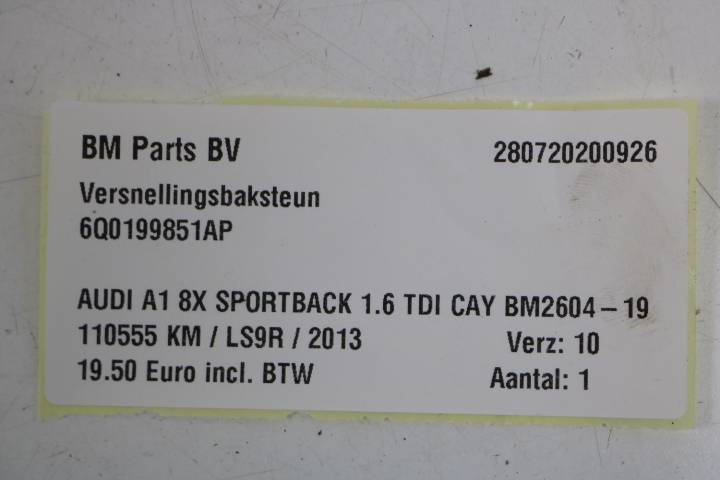 BM Parts BV 280720200926
Versnellingsbaksteun
6Q0199851AP
AUDI A1 8X SPORTBACK 1.6 TDI CAY BM2604-19
110555 KM / LS9R / 2013 Verz: 10
19.50 Euro incl. BTW Aantal: 1